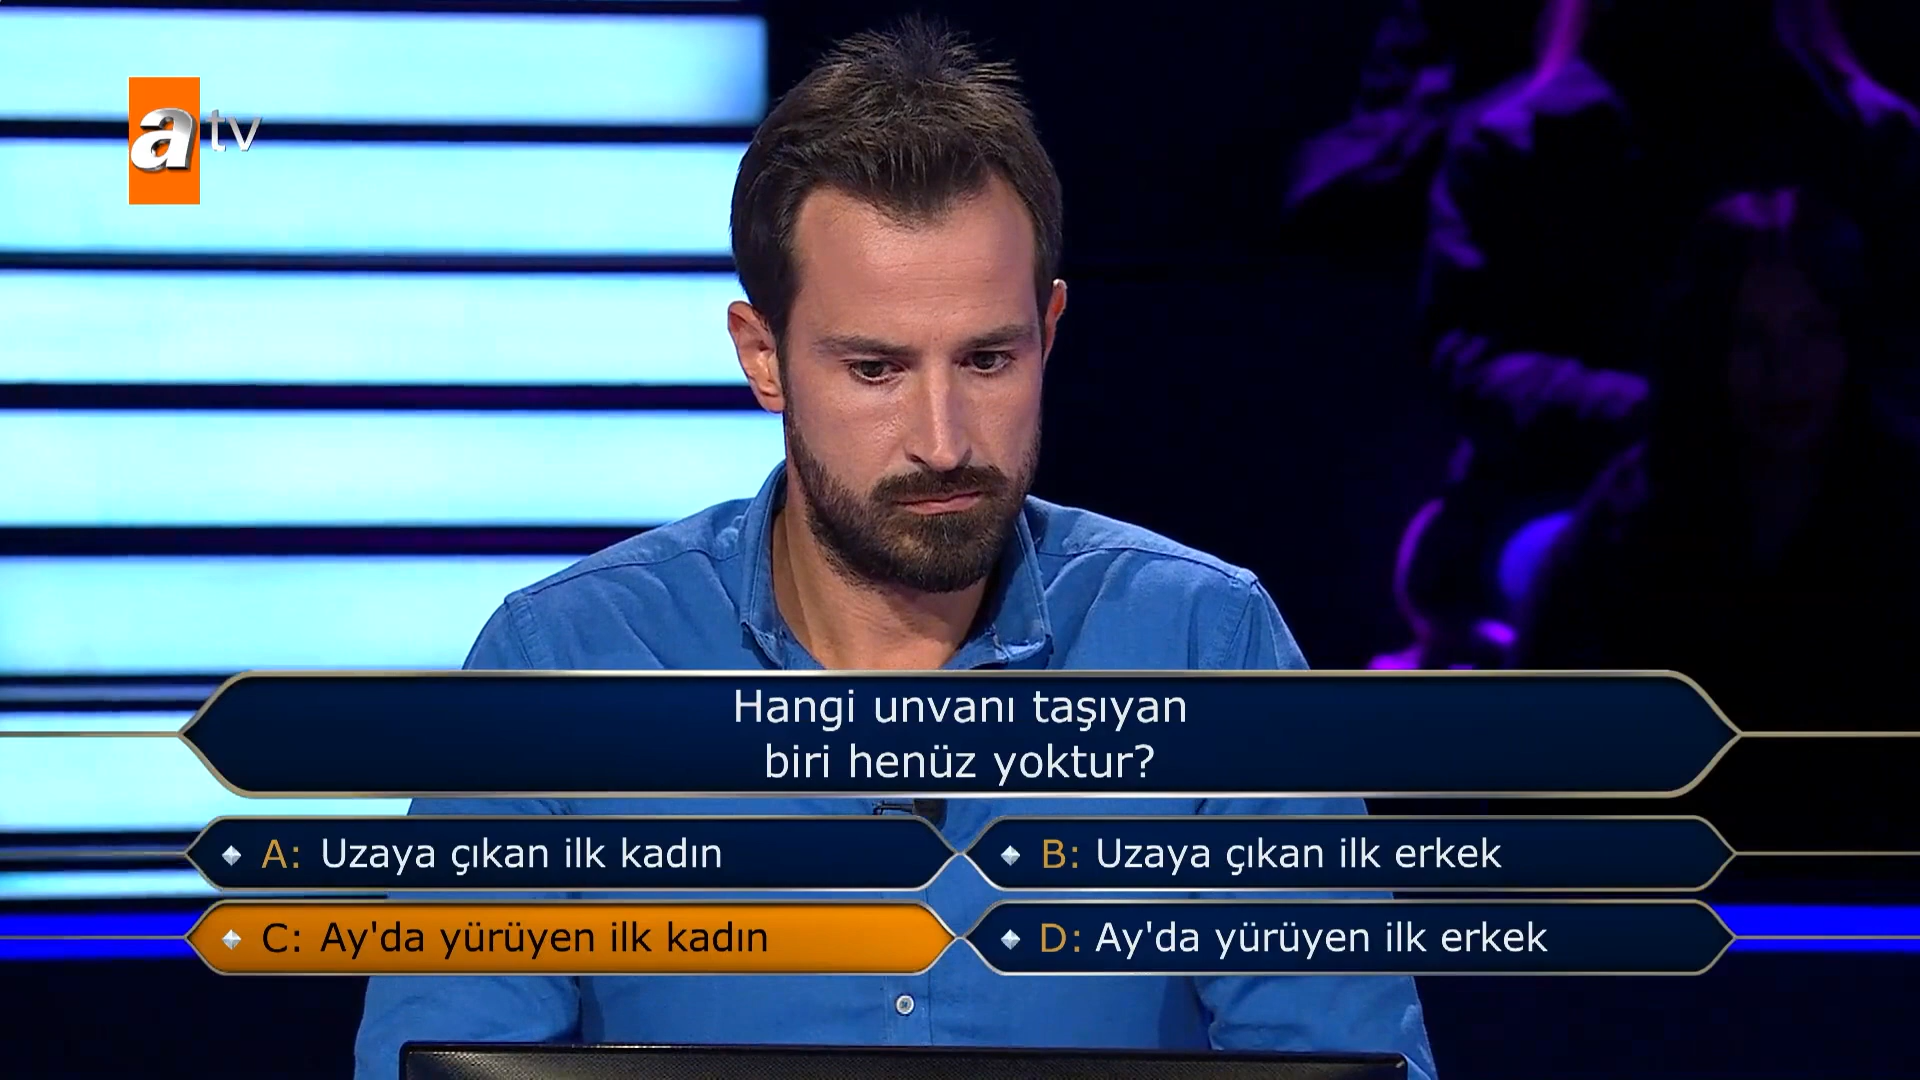 atv
Hangi unvanı taşıyan
biri henüz yoktur?
A: Uzaya çıkan ilk kadın
B: Uzaya çıkan ilk erkek
C: Ay'da yürüyen ilk kadın
D: Ay'da yürüyen ilk erkek